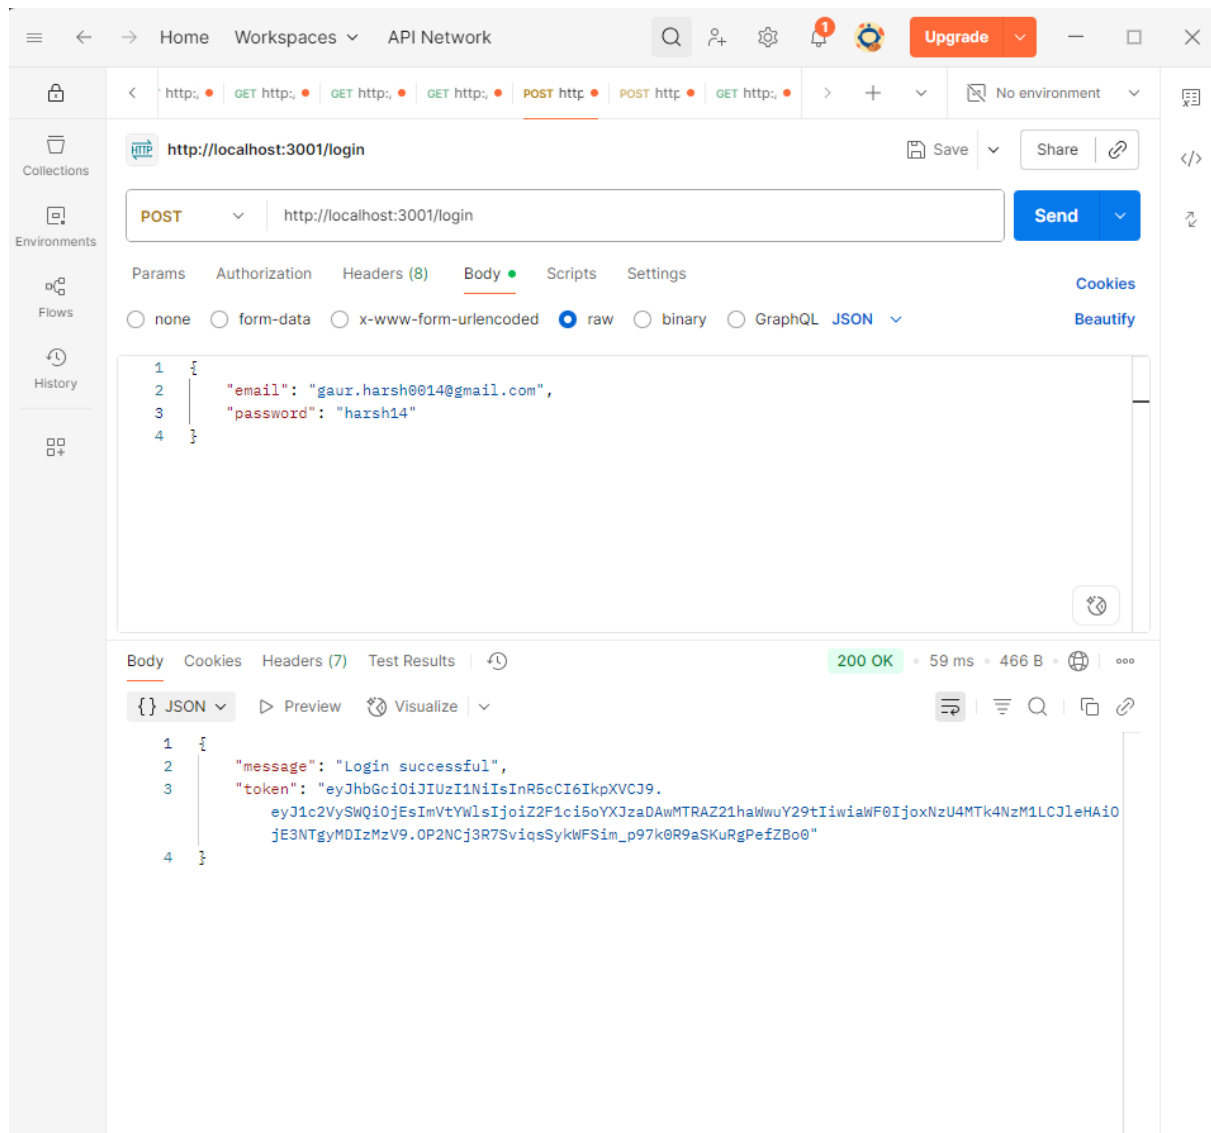 Home Workspaces API Network 1 Upgrade
http:, GET http:, GET http:, GET http:, POST http POST http GET http:, No environment
Collections
Environments
Flows
History
HTTP http://localhost:3001/login Save Share
POST http://localhost:3001/login Send
Params Authorization Headers (8) Body Scripts Settings Cookies
none form-data x-www-form-urlencoded raw binary GraphQL JSON Beautify
1 {
2 "email": "gaur.harsh0014@gmail.com",
3 "password": "harsh14"
4 }
Body Cookies Headers (7) Test Results 200 OK 59 ms 466 B
{} JSON Preview Visualize
1 {
2 "message": "Login successful",
3 "token": "eyJhbGciOiJIUzI1NiIsInR5cCI6IkpXVCJ9.
eyJ1c2VySWQiOjEsImVtYWlsIjoiZ2F1ci5oYXJzaDAwMTRAZ21haWwuY29tIiwiaWF0IjoxNzU4MTk4NzM1LCJleHAiO
jE3NTgyMDIzMzV9.OP2NCj3R7SviqsSykWFSim_p97k0R9aSKuRgPefZBo0"
4 }